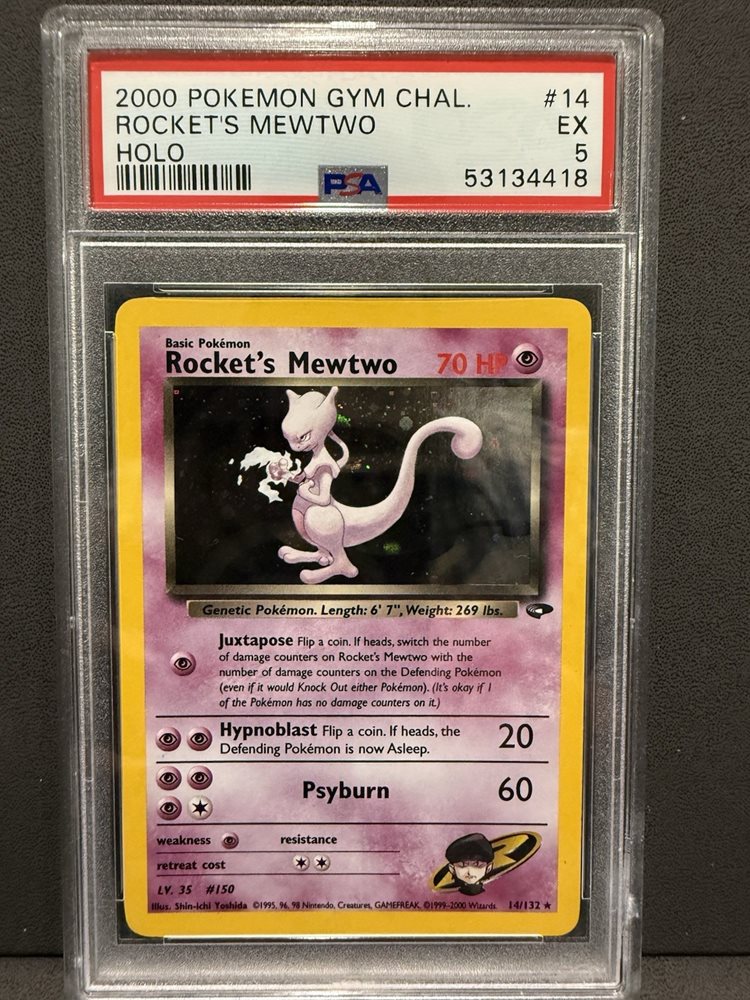 2000 POKEMON GYM CHAL. #14
ROCKET'S MEWTWO EX
HOLO 5
PSA 53134418
Basic Pokémon
Rocket's Mewtwo 70 HP
Genetic Pokémon. Length: 6' 7", Weight: 269 lbs.
Juxtapose Flip a coin. If heads, switch the number
of damage counters on Rocket's Mewtwo with the
number of damage counters on the Defending Pokémon
(even if it would Knock Out either Pokémon). (It's okay if 1
of the Pokémon has no damage counters on it.)
Hypnoblast Flip a coin. If heads, the 20
Defending Pokémon is now Asleep.
Psyburn 60
weakness resistance
retreat cost
LV. 35 #150
Illus. Shin-ichi Yoshida ©1995, 96, 98 Nintendo, Creatures, GAMEFREAK. ©1999-2000 Wizards. 14/132 ★